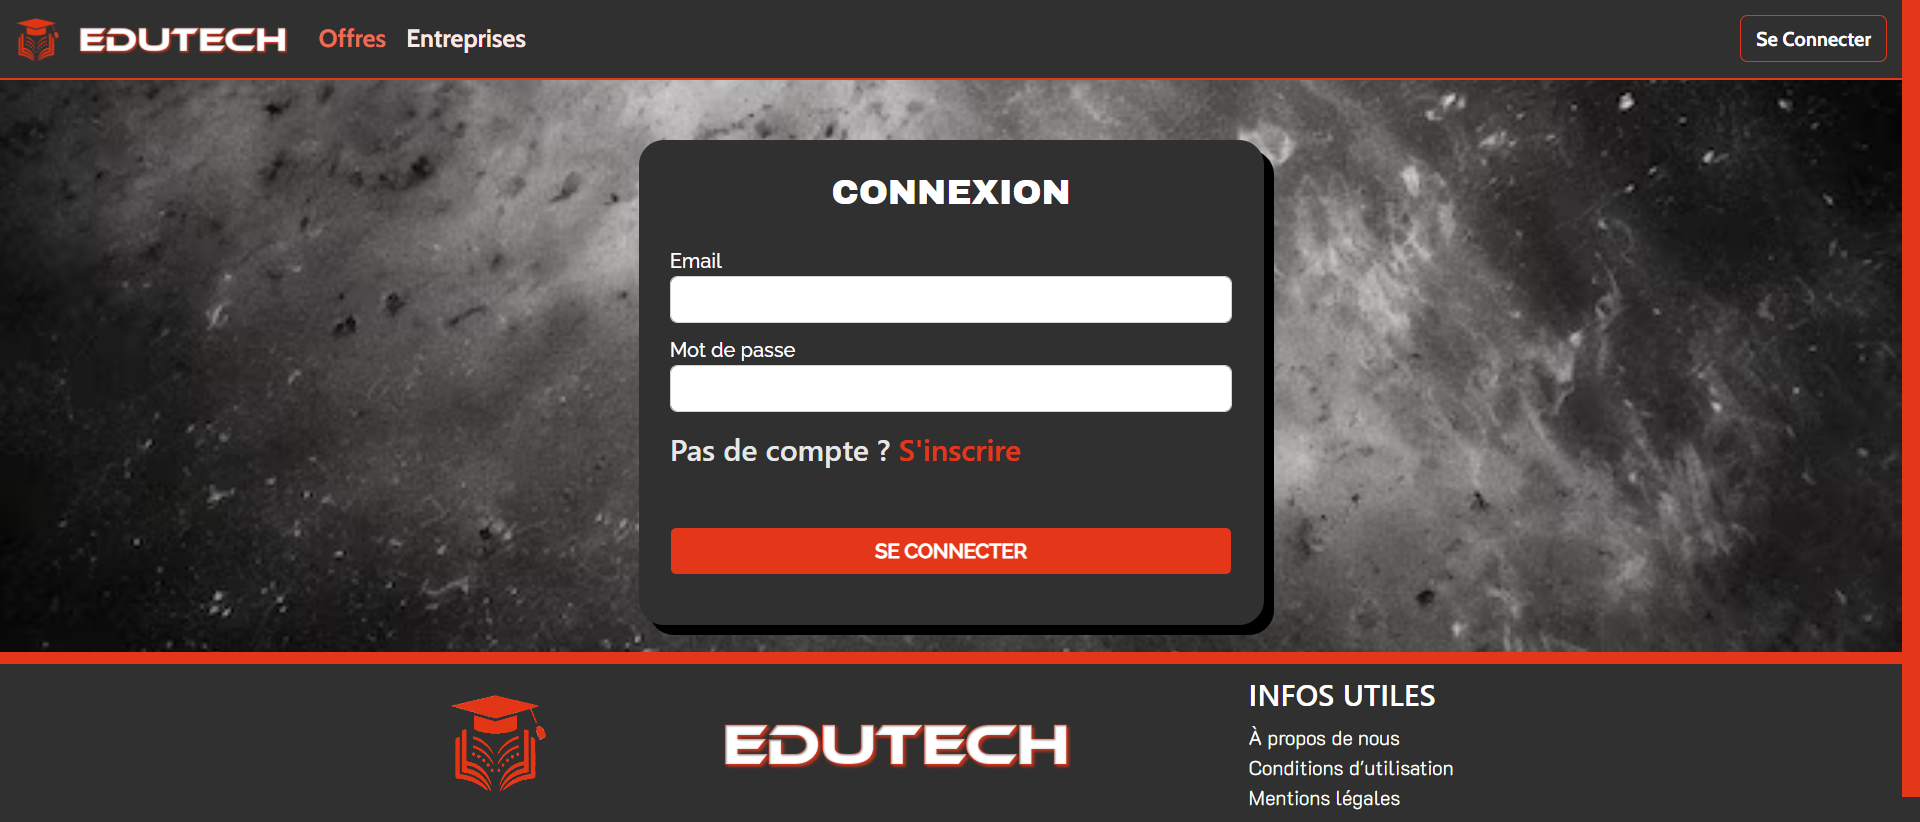 EDUTECH Offres Entreprises Se Connecter
CONNEXION
Email
Mot de passe
Pas de compte ? S'inscrire
SE CONNECTER
EDUTECH
INFOS UTILES
À propos de nous
Conditions d'utilisation
Mentions légales